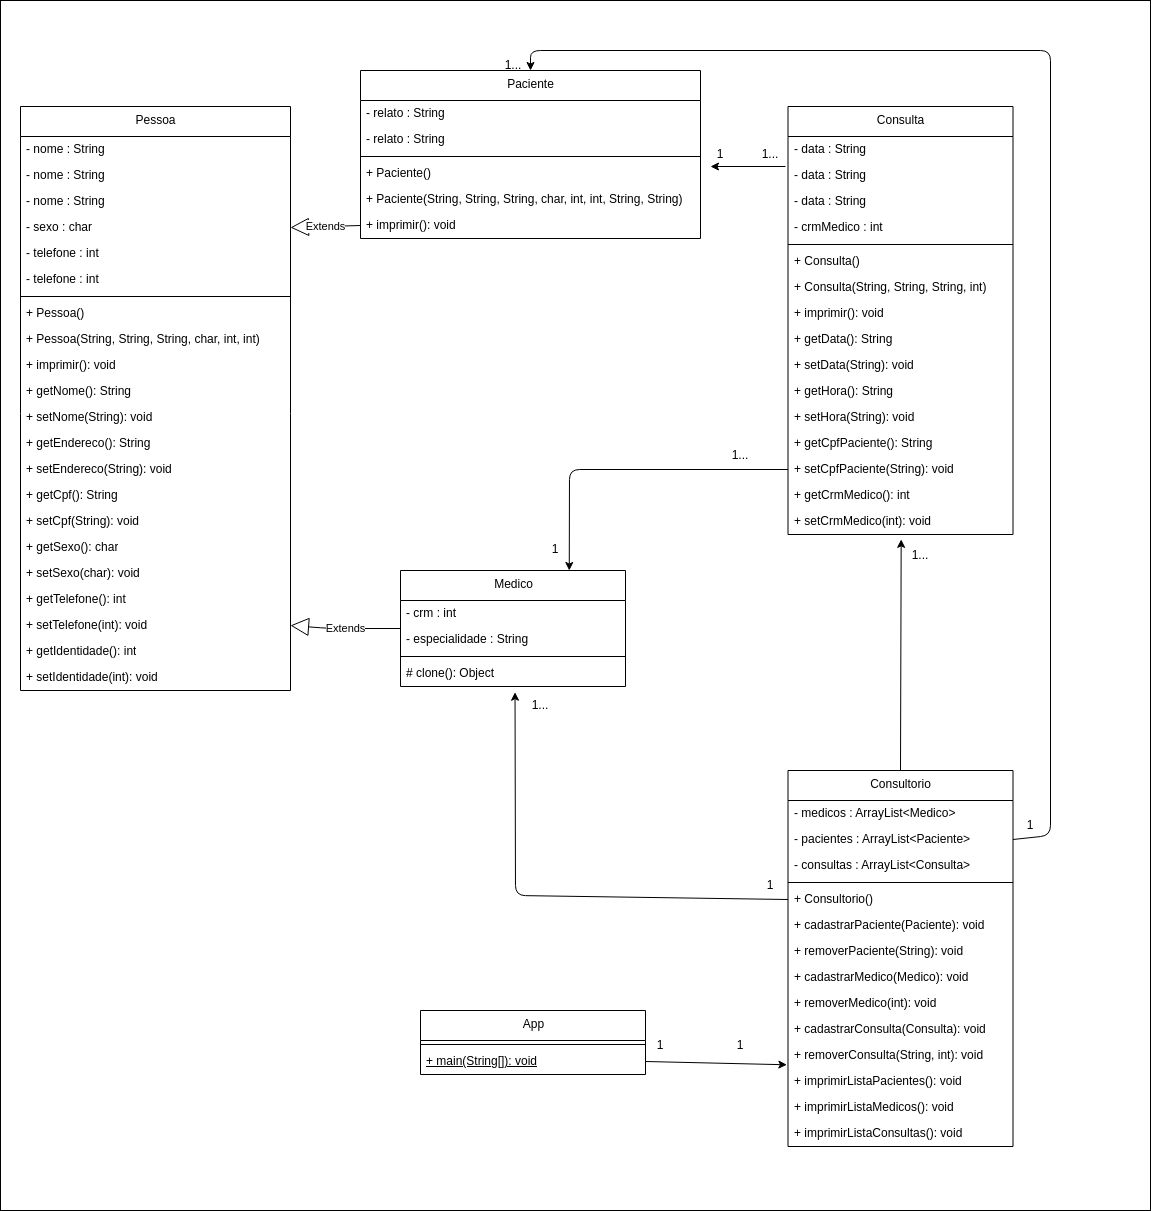 1...
Paciente
- relato : String
- relato : String
+ Paciente()
+ Paciente(String, String, String, char, int, int, String, String)
+ imprimir(): void
Pessoa
- nome : String
- nome : String
- nome : String
- sexo : char
- telefone : int
- telefone : int
+ Pessoa()
+ Pessoa(String, String, String, char, int, int)
+ imprimir(): void
+ getNome(): String
+ setNome(String): void
+ getEndereco(): String
+ setEndereco(String): void
+ getCpf(): String
+ setCpf(String): void
+ getSexo(): char
+ setSexo(char): void
+ getTelefone(): int
+ setTelefone(int): void
+ getIdentidade(): int
+ setIdentidade(int): void
Extends
Extends
1
1...
Consulta
- data : String
- data : String
- data : String
- crmMedico : int
+ Consulta()
+ Consulta(String, String, String, int)
+ imprimir(): void
+ getData(): String
+ setData(String): void
+ getHora(): String
+ setHora(String): void
+ getCpfPaciente(): String
+ setCpfPaciente(String): void
+ getCrmMedico(): int
+ setCrmMedico(int): void
1...
1
1...
Medico
- crm : int
- especialidade : String
# clone(): Object
1...
Consultorio
- medicos : ArrayList<Medico>
- pacientes : ArrayList<Paciente>
- consultas : ArrayList<Consulta>
+ Consultorio()
+ cadastrarPaciente(Paciente): void
+ removerPaciente(String): void
+ cadastrarMedico(Medico): void
+ removerMedico(int): void
+ cadastrarConsulta(Consulta): void
+ removerConsulta(String, int): void
+ imprimirListaPacientes(): void
+ imprimirListaMedicos(): void
+ imprimirListaConsultas(): void
1
1
App
+ main(String[]): void
1
1